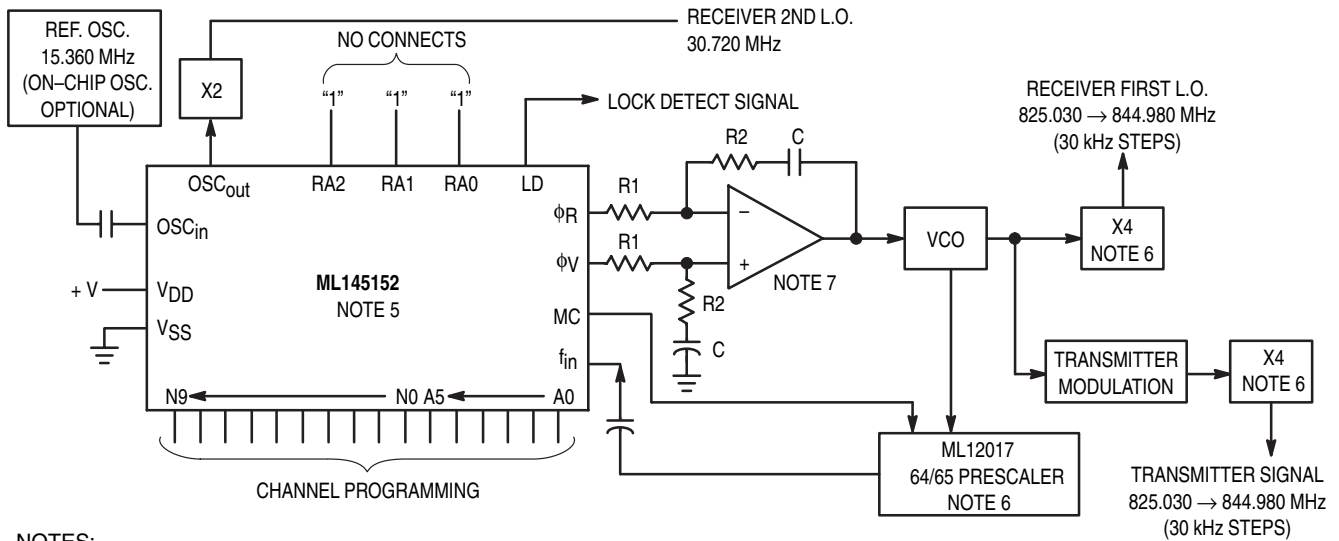 REF. OSC.
15.360 MHz
(ON–CHIP OSC.
OPTIONAL)
X2
NO CONNECTS
RECEIVER 2ND L.O.
30.720 MHz
“1” “1” “1”
LOCK DETECT SIGNAL
RECEIVER FIRST L.O.
825.030 → 844.980 MHz
(30 kHz STEPS)
OSCout RA2 RA1 RA0 LD
OSCin
+ V
VDD
VSS
ML145152
NOTE 5
ϕR
ϕV
MC
fin
R1
R1
R2
C
–
+
NOTE 7
R2
C
VCO
X4
NOTE 6
TRANSMITTER
MODULATION
X4
NOTE 6
N9 N0 A5 A0
CHANNEL PROGRAMMING
ML12017
64/65 PRESCALER
NOTE 6
TRANSMITTER SIGNAL
825.030 → 844.980 MHz
(30 kHz STEPS)